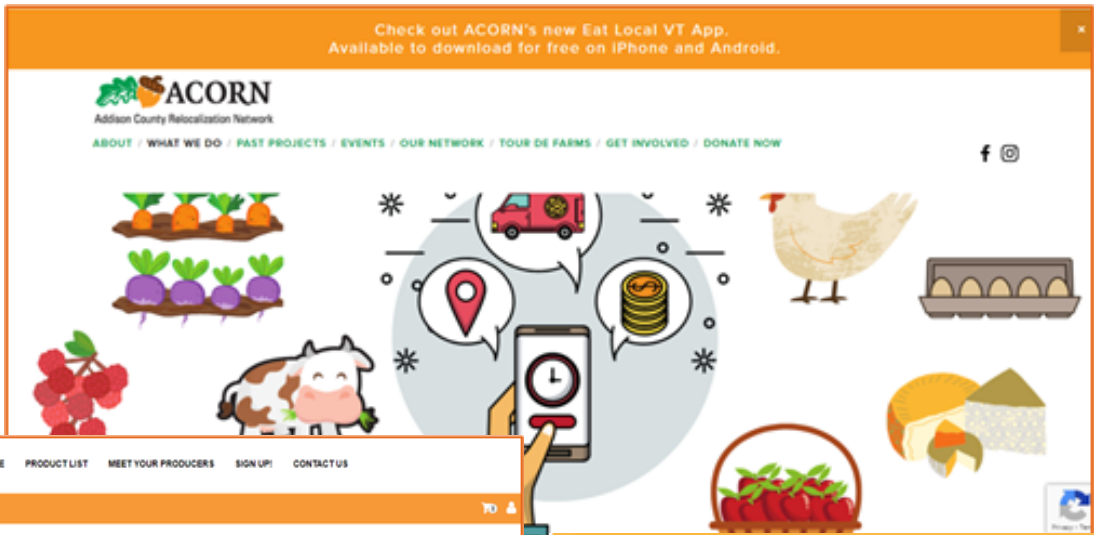 Check out ACORN's new Eat Local VT App.
Available to download for free on iPhone and Android.
×
ACORN
Addison County Relocalization Network
ABOUT / WHAT WE DO / PAST PROJECTS / EVENTS / OUR NETWORK / TOUR DE FARMS / GET INVOLVED / DONATE NOW
PRODUCT LIST MEET YOUR PRODUCERS SIGN UP! CONTACT US
Privacy